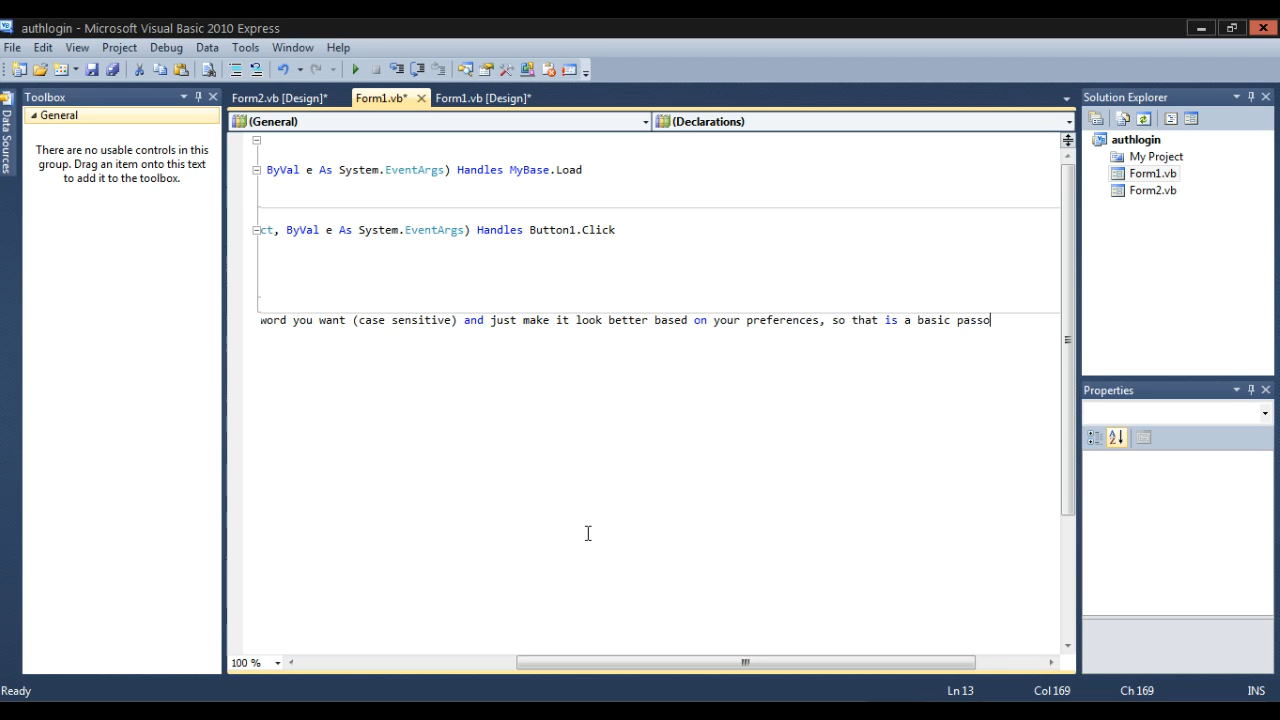 authlogin - Microsoft Visual Basic 2010 Express
File Edit View Project Debug Data Tools Window Help
Data Sources
Toolbox
General
There are no usable controls in this
group. Drag an item onto this text
to add it to the toolbox.
Form2.vb [Design]* Form1.vb* Form1.vb [Design]*
(General) (Declarations)
ByVal e As System.EventArgs) Handles MyBase.Load
ct, ByVal e As System.EventArgs) Handles Button1.Click
word you want (case sensitive) and just make it look better based on your preferences, so that is a basic passo
100 %
Solution Explorer
authlogin
My Project
Form1.vb
Form2.vb
Properties
Ready Ln 13 Col 169 Ch 169 INS